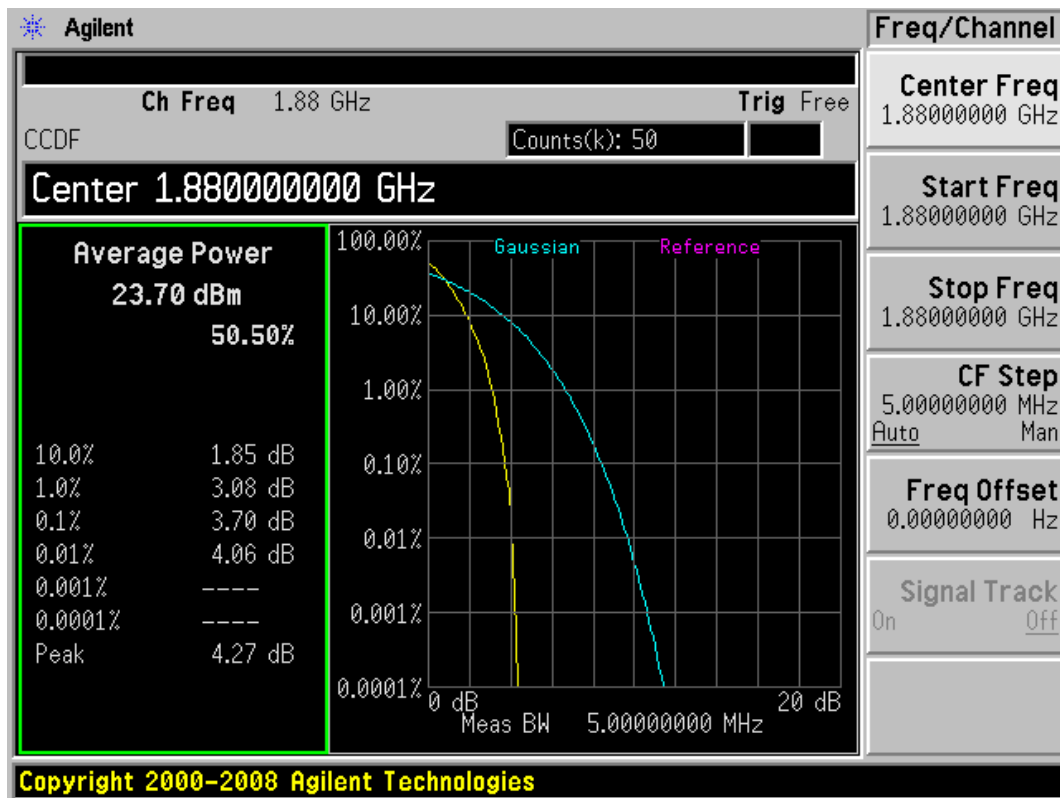 Agilent
Freq/Channel
Ch Freq 1.88 GHz
Trig Free
CCDF
Counts(k): 50
Center 1.880000000 GHz
Average Power
23.70 dBm
50.50%
10.0% 1.85 dB
1.0% 3.08 dB
0.1% 3.70 dB
0.01% 4.06 dB
0.001% ----
0.0001% ----
Peak 4.27 dB
Gaussian
Reference
100.00%
10.00%
1.00%
0.10%
0.01%
0.001%
0.0001%
0 dB
20 dB
Meas BW 5.00000000 MHz
Center Freq
1.88000000 GHz
Start Freq
1.88000000 GHz
Stop Freq
1.88000000 GHz
CF Step
5.00000000 MHz
Auto Man
Freq Offset
0.00000000 Hz
Signal Track
On Off
Copyright 2000-2008 Agilent Technologies